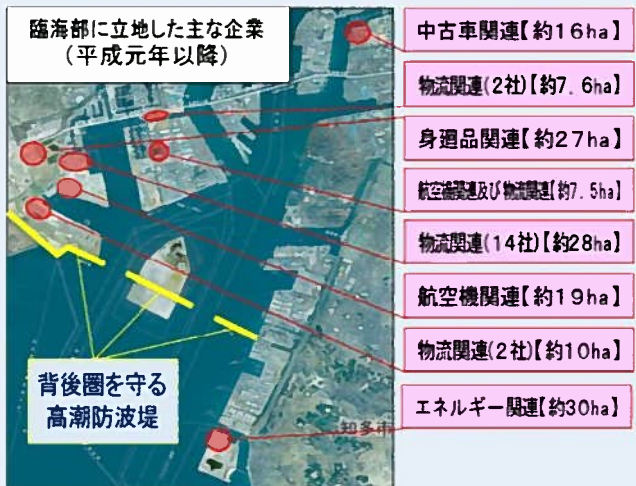 臨海部に立地した主な企業
(平成元年以降)
中古車関連【約16ha】
物流関連(2社)【約7.6ha】
身廻品関連【約27ha】
航空機関連及び物流関連【約7.5ha】
物流関連(14社)【約28ha】
航空機関連【約19ha】
物流関連(2社)【約10ha】
エネルギー関連【約30ha】
背後圏を守る
高潮防波堤
知多市